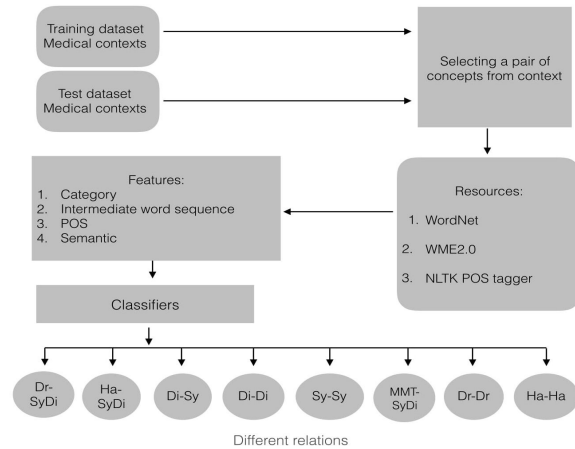 Training dataset
Medical contexts
Test dataset
Medical contexts
Selecting a pair of
concepts from context
Features:
1. Category
2. Intermediate word sequence
3. POS
4. Semantic
Resources:
1. WordNet
2. WME2.0
3. NLTK POS tagger
Classifiers
Dr-
SyDi
Ha-
SyDi
Di-Sy
Di-Di
Sy-Sy
MMT-
SyDi
Dr-Dr
Ha-Ha
Different relations